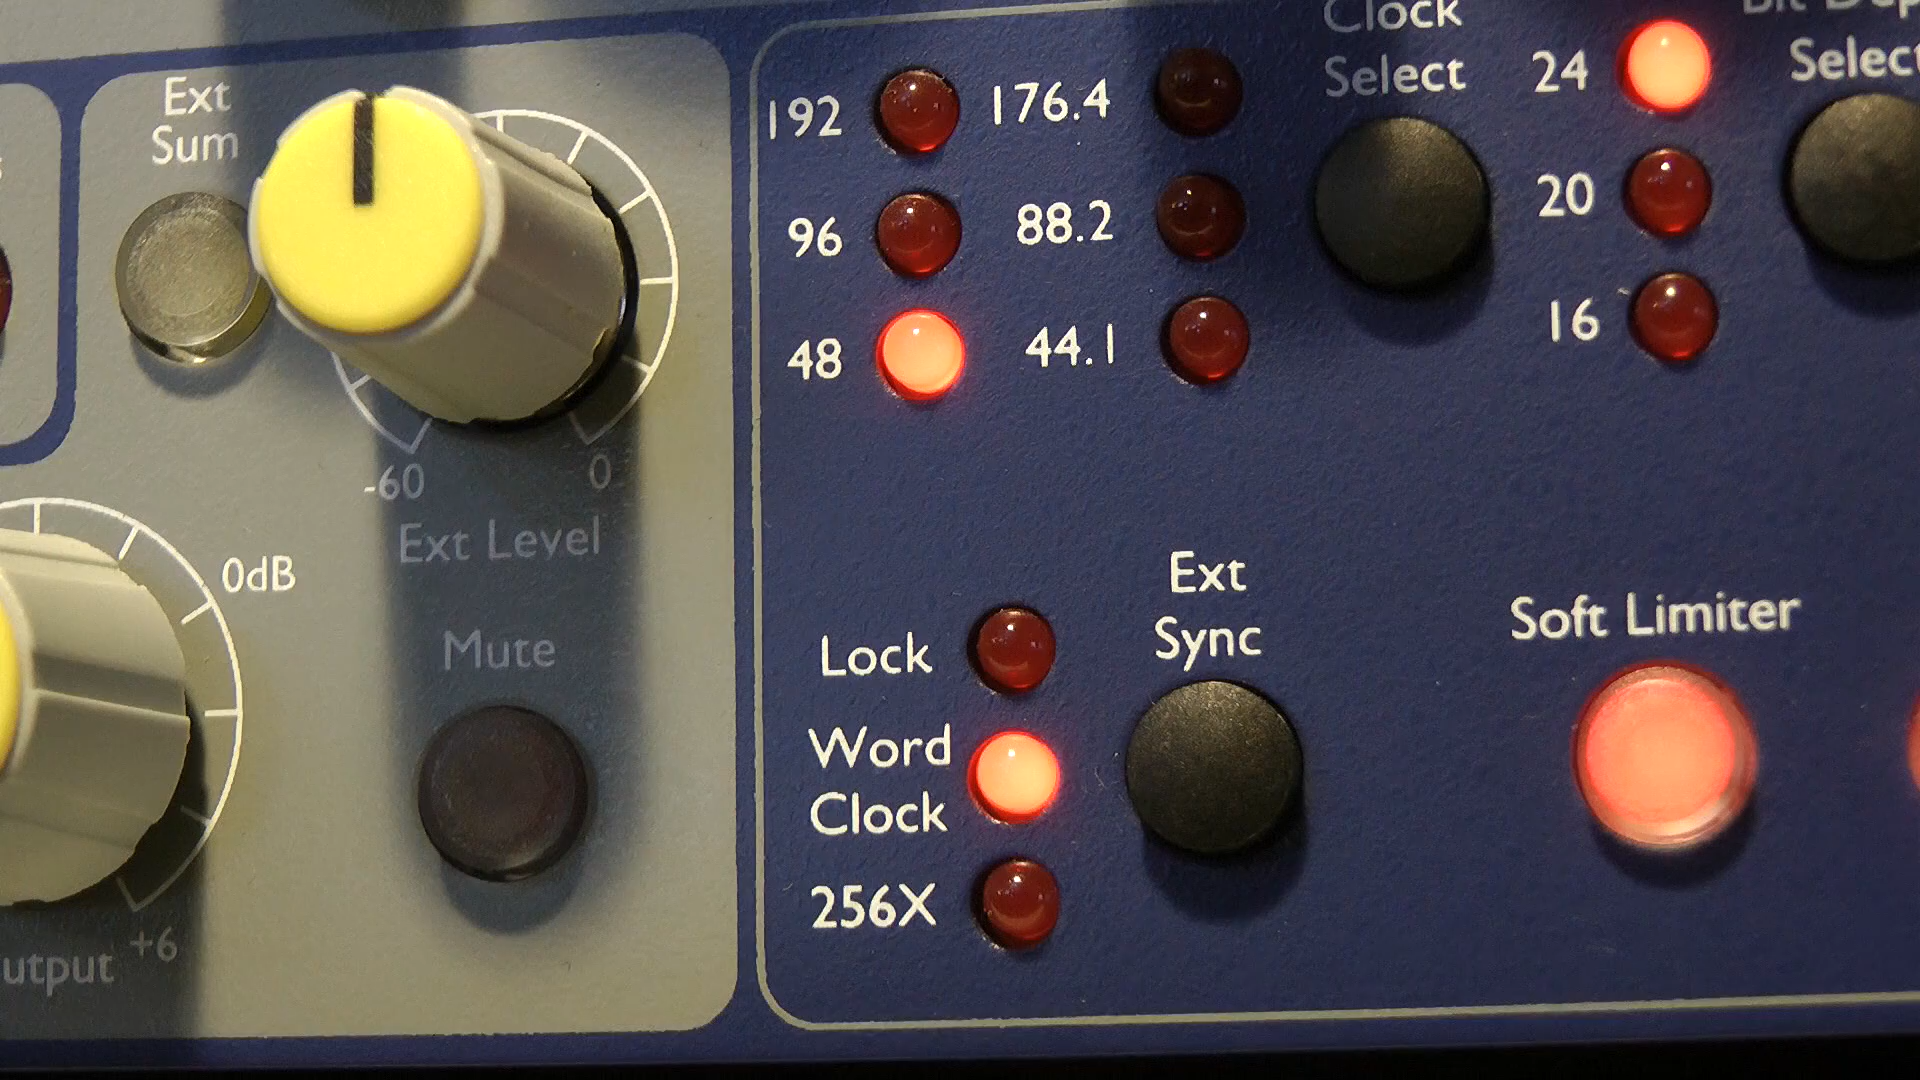 Ext
Sum
-60
0
Ext Level
Mute
0dB
+6
utput
192
176.4
96
88.2
48
44.1
Clock
Select
24
20
16
Select
Lock
Word
Clock
256X
Ext
Sync
Soft Limiter